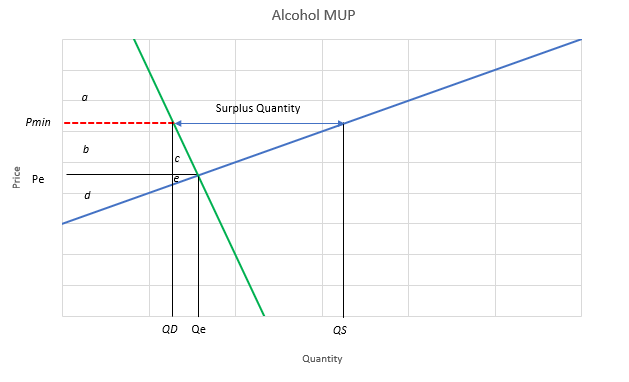 Alcohol MUP
a
Surplus Quantity
Pmin
b
c
Pe
e
d
Price
QD Qe QS
Quantity